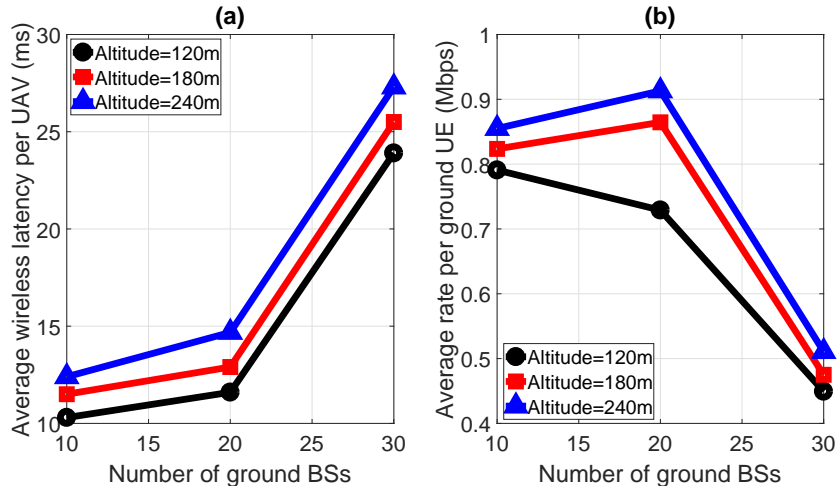 (a)
Average wireless latency per UAV (ms)
30
25
20
15
10
Altitude=120m
Altitude=180m
Altitude=240m
10 15 20 25 30
Number of ground BSs
(b)
Average rate per ground UE (Mbps)
1
0.9
0.8
0.7
0.6
0.5
0.4
Altitude=120m
Altitude=180m
Altitude=240m
10 15 20 25 30
Number of ground BSs